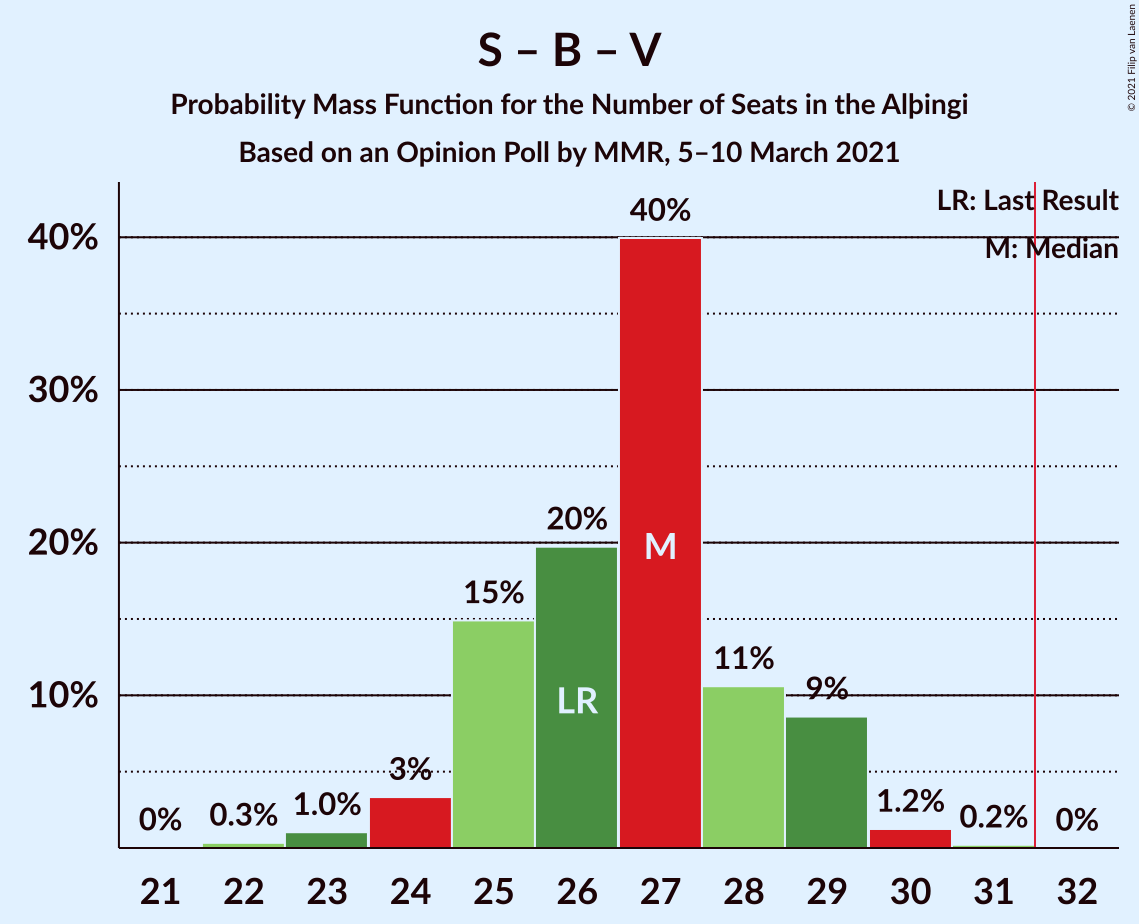 S – B – V
Probability Mass Function for the Number of Seats in the Alþingi
Based on an Opinion Poll by MMR, 5–10 March 2021
© 2021 Filip van Laenen
LR: Last Result
M: Median
40%
30%
20%
10%
0%
0.3%
1.0%
3%
15%
20%
40%
11%
9%
1.2%
0.2%
0%
LR
M
21 22 23 24 25 26 27 28 29 30 31 32